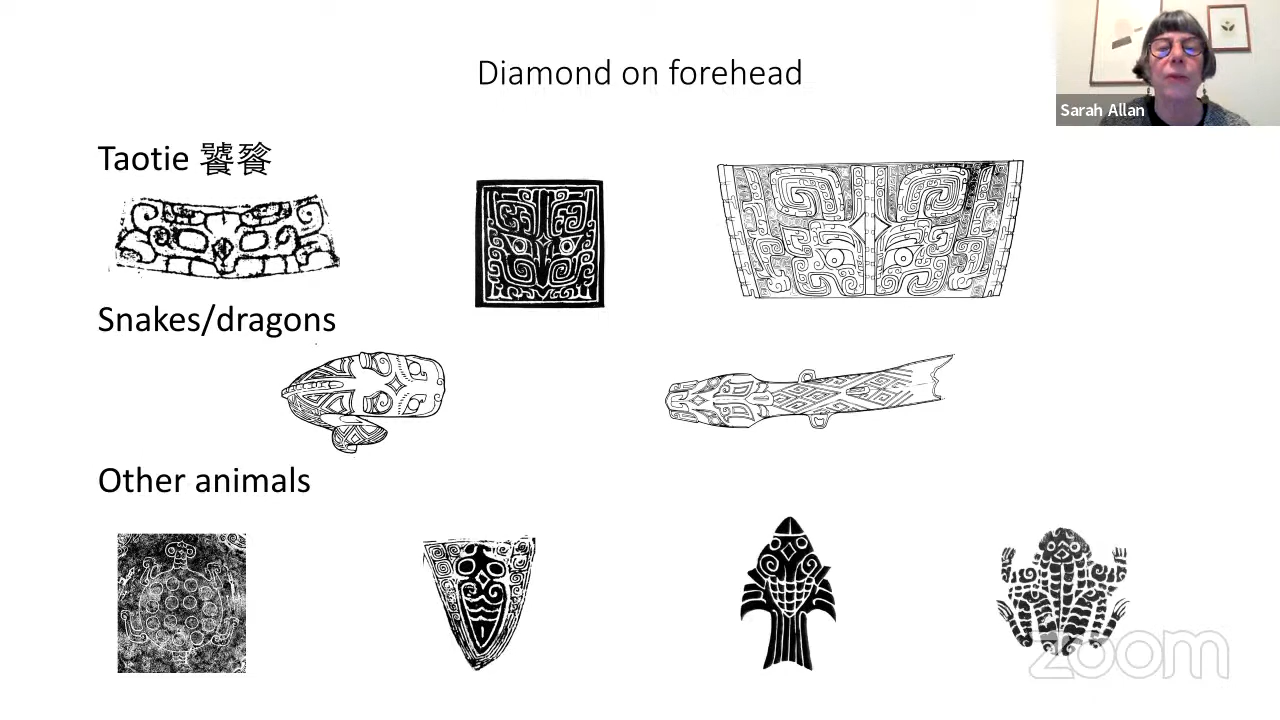 Diamond on forehead
Sarah Allan
Taotie 饕餮
Snakes/dragons
Other animals
zoom